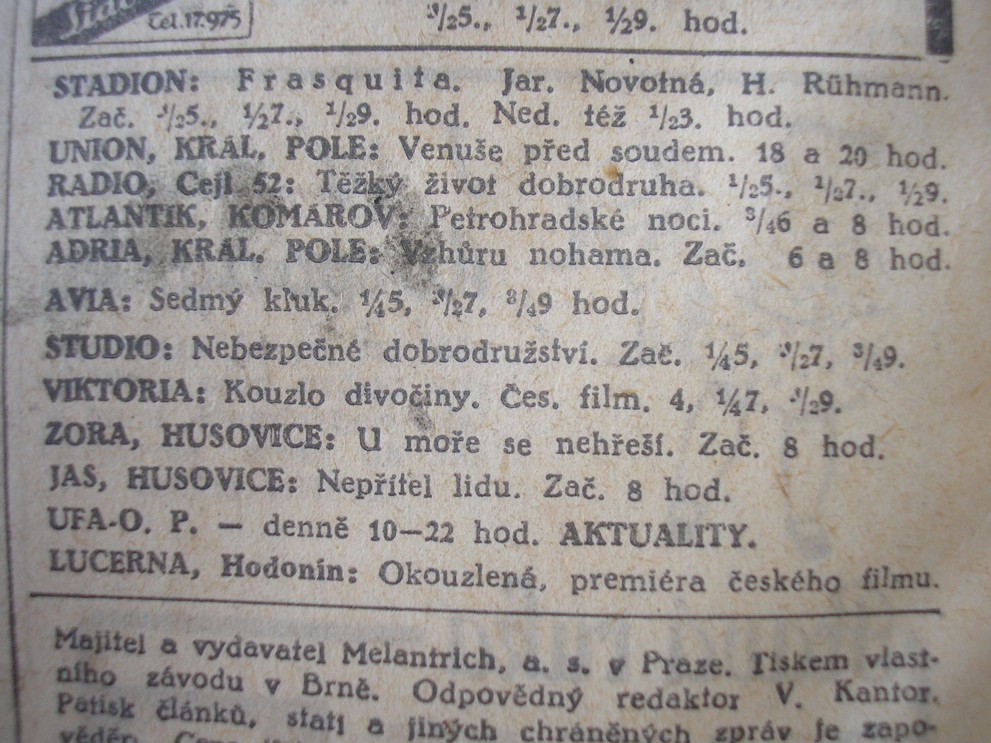 Čel. 17.975
¹/₂5., ¹/₂7., ¹/₂9. hod.
STADION: Frasquita. Jar. Novotná, H. Rühmann.
Zač. ¹/₂5., ¹/₂7., ¹/₂9. hod. Ned. též ¹/₂3. hod.
UNION, KRÁL. POLE: Venuše před soudem. 18 a 20 hod.
RADIO, Cejl 52: Těžký život dobrodruha. ¹/₂5., ¹/₂7., ¹/₂9.
ATLANTIK, KOMÁROV: Petrohradské noci. ³/₄6 a 8 hod.
ADRIA, KRÁL. POLE: Vzhůru nohama. Zač. 6 a 8 hod.
AVIA: Sedmý kluk. ¹/₄5, ¹/₂7, ³/₄9 hod.
STUDIO: Nebezpečné dobrodružství. Zač. ¹/₄5, ¹/₂7, ³/₄9.
VIKTORIA: Kouzlo divočiny. Čes. film. 4, ¹/₄7, ¹/₂9.
ZORA, HUSOVICE: U moře se nehřeší. Zač. 8 hod.
JAS, HUSOVICE: Nepřítel lidu. Zač. 8 hod.
UFA-O. P. — denně 10—22 hod. AKTUALITY.
LUCERNA, Hodonín: Okouzlená, premiéra českého filmu.
Majitel a vydavatel Melantrich, a. s. v Praze. Tiskem vlast-
ního závodu v Brně. Odpovědný redaktor V. Kantor.
Patisk článků, statí a jiných chráněných zpráv je zapo-
věděn.